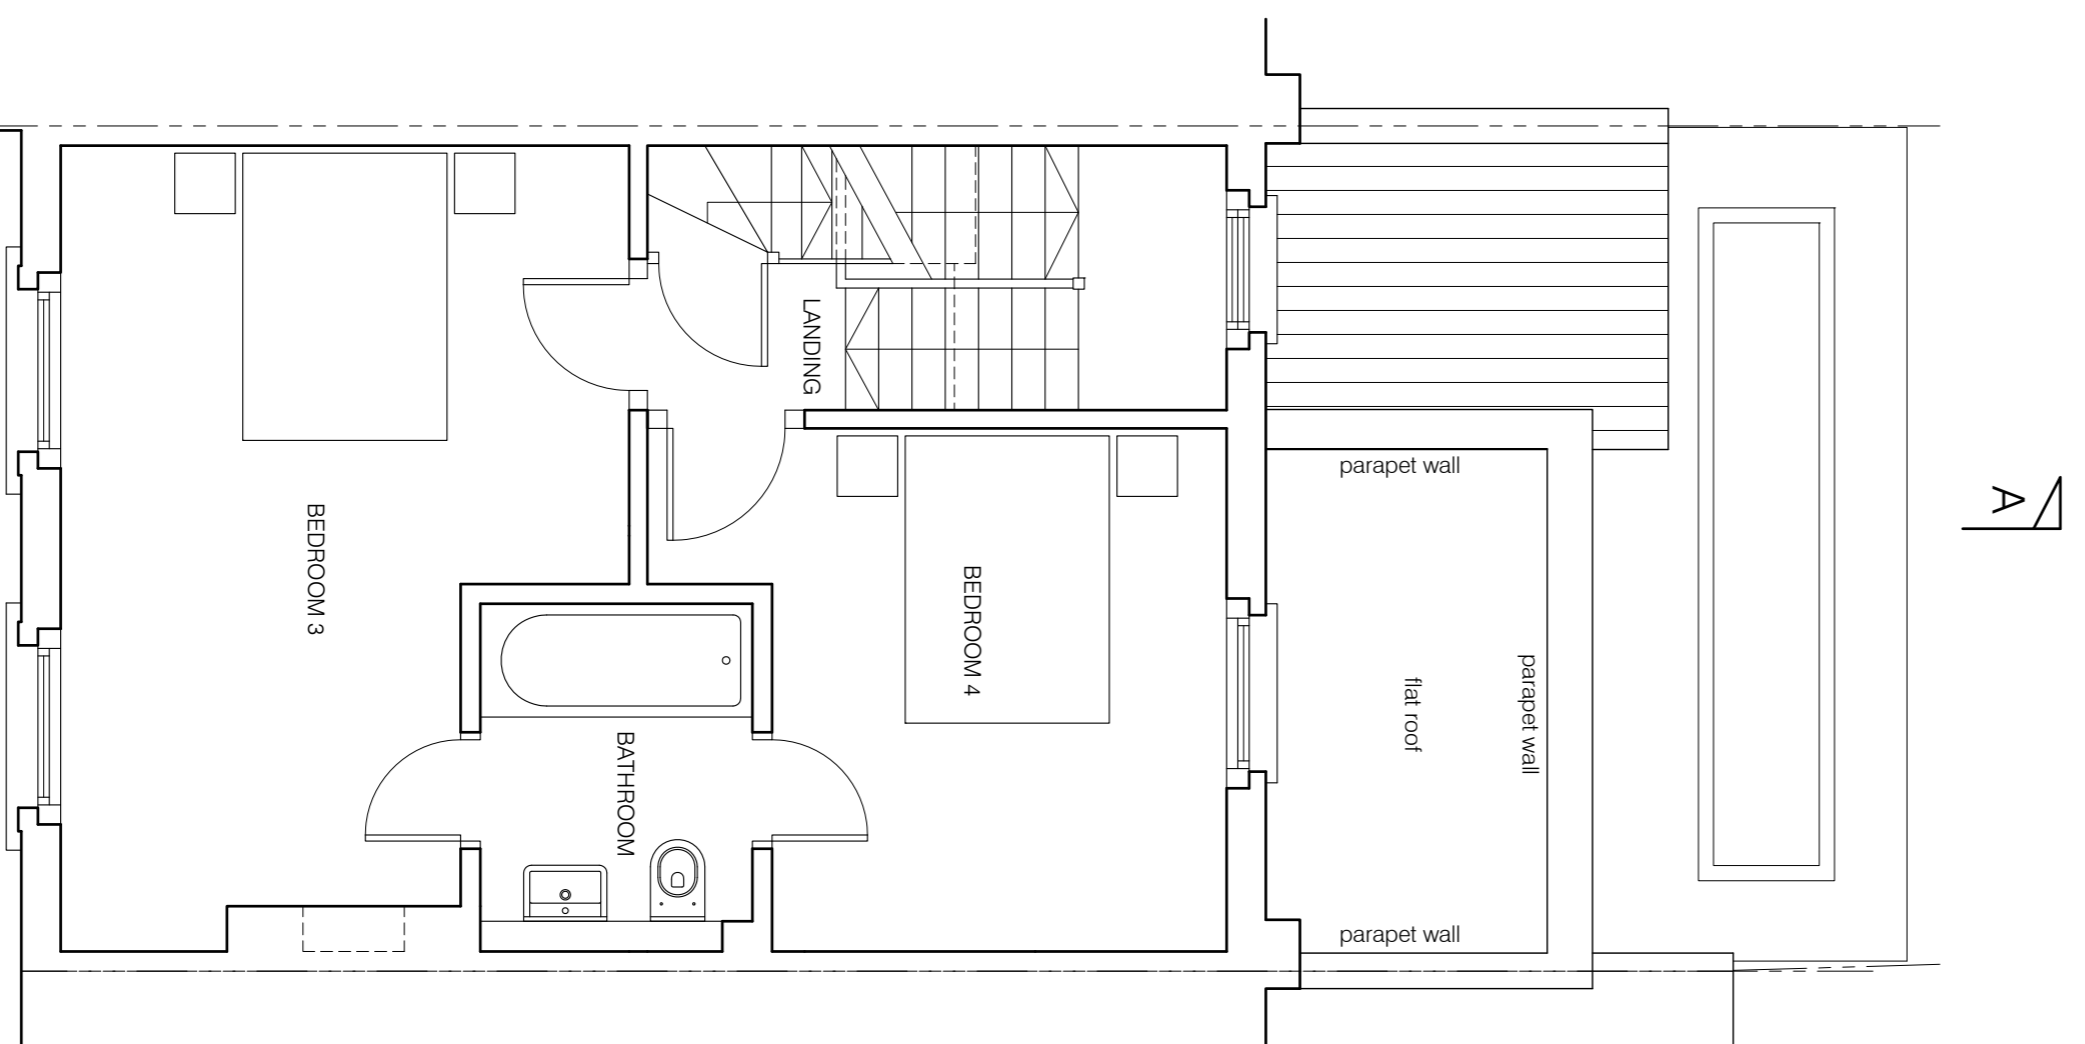 LANDING
BEDROOM 3
BEDROOM 4
BATHROOM
parapet wall
parapet wall
flat roof
parapet wall
A